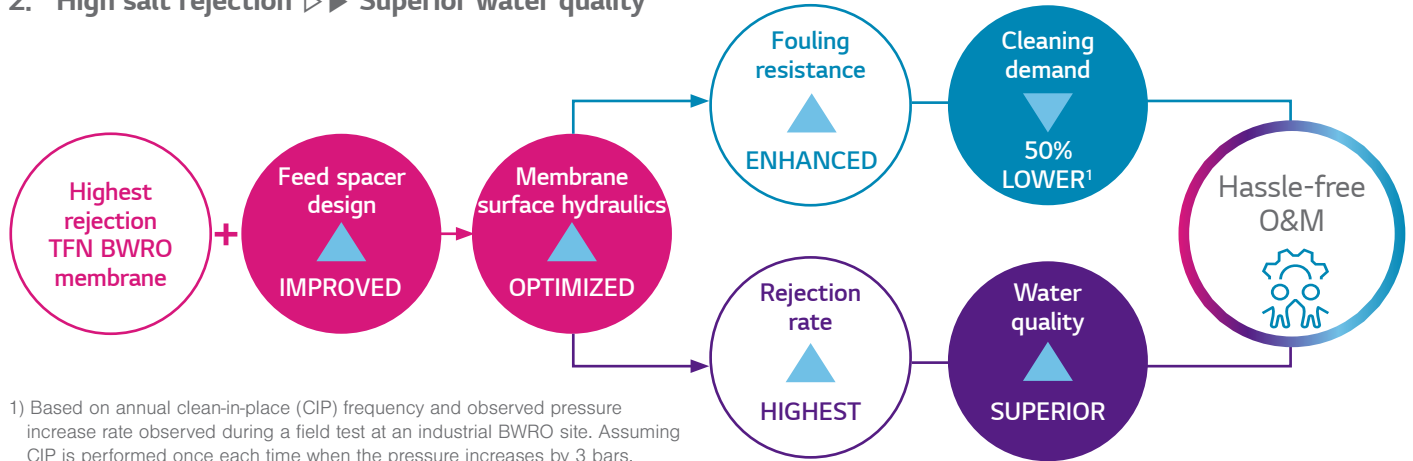 2. High salt rejection ▷▶ Superior water quality
Highest
rejection
TFN BWRO
membrane
+
Feed spacer
design
IMPROVED
Membrane
surface hydraulics
OPTIMIZED
Fouling
resistance
ENHANCED
Cleaning
demand
50%
LOWER¹
Rejection
rate
HIGHEST
Water
quality
SUPERIOR
Hassle-free
O&M
1) Based on annual clean-in-place (CIP) frequency and observed pressure
increase rate observed during a field test at an industrial BWRO site. Assuming
CIP is performed once each time when the pressure increases by 3 bars.